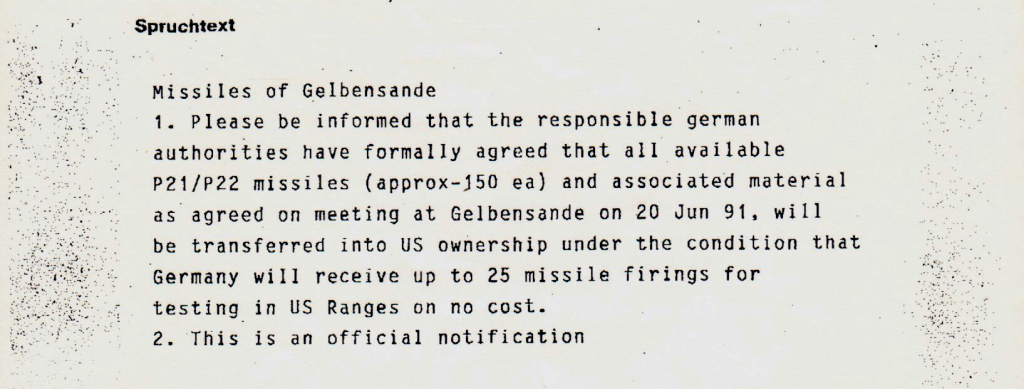 Spruchtext
Missiles of Gelbensande
1. Please be informed that the responsible german
authorities have formally agreed that all available
P21/P22 missiles (approx-150 ea) and associated material
as agreed on meeting at Gelbensande on 20 Jun 91, will
be transferred into US ownership under the condition that
Germany will receive up to 25 missile firings for
testing in US Ranges on no cost.
2. This is an official notification